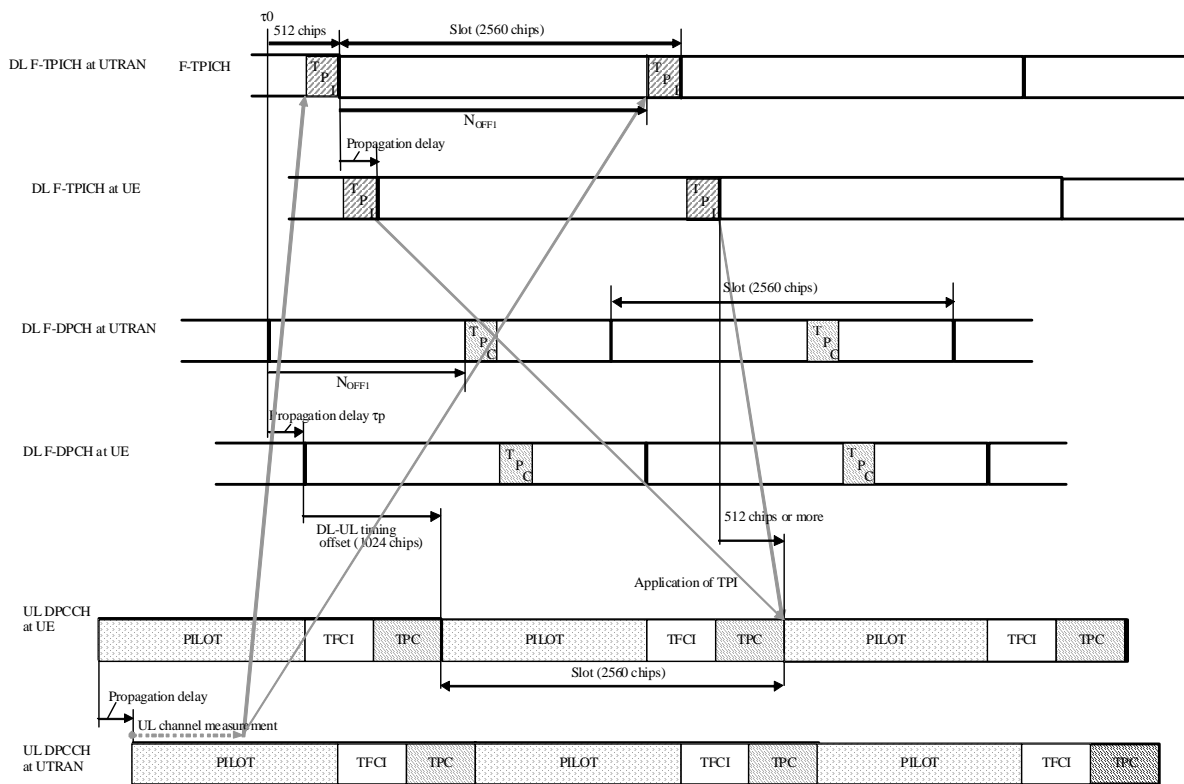 τ0
512 chips
Slot (2560 chips)
DL F-TPICH at UTRAN
F-TPICH
T
P
I
T
P
I
N_OFF1
Propagation delay
DL F-TPICH at UE
T
P
I
T
P
I
Slot (2560 chips)
DL F-DPCH at UTRAN
T
P
C
T
P
C
N_OFF1
Propagation delay τp
DL F-DPCH at UE
T
P
C
T
P
C
DL-UL timing
offset (1024 chips)
512 chips or more
Application of TPI
UL DPCCH
at UE
PILOT
TFCI
TPC
PILOT
TFCI
TPC
PILOT
TFCI
TPC
Slot (2560 chips)
Propagation delay
UL channel measurement
UL DPCCH at
UTRAN
PILOT
TFCI
TPC
PILOT
TFCI
TPC
PILOT
TFCI
TPC